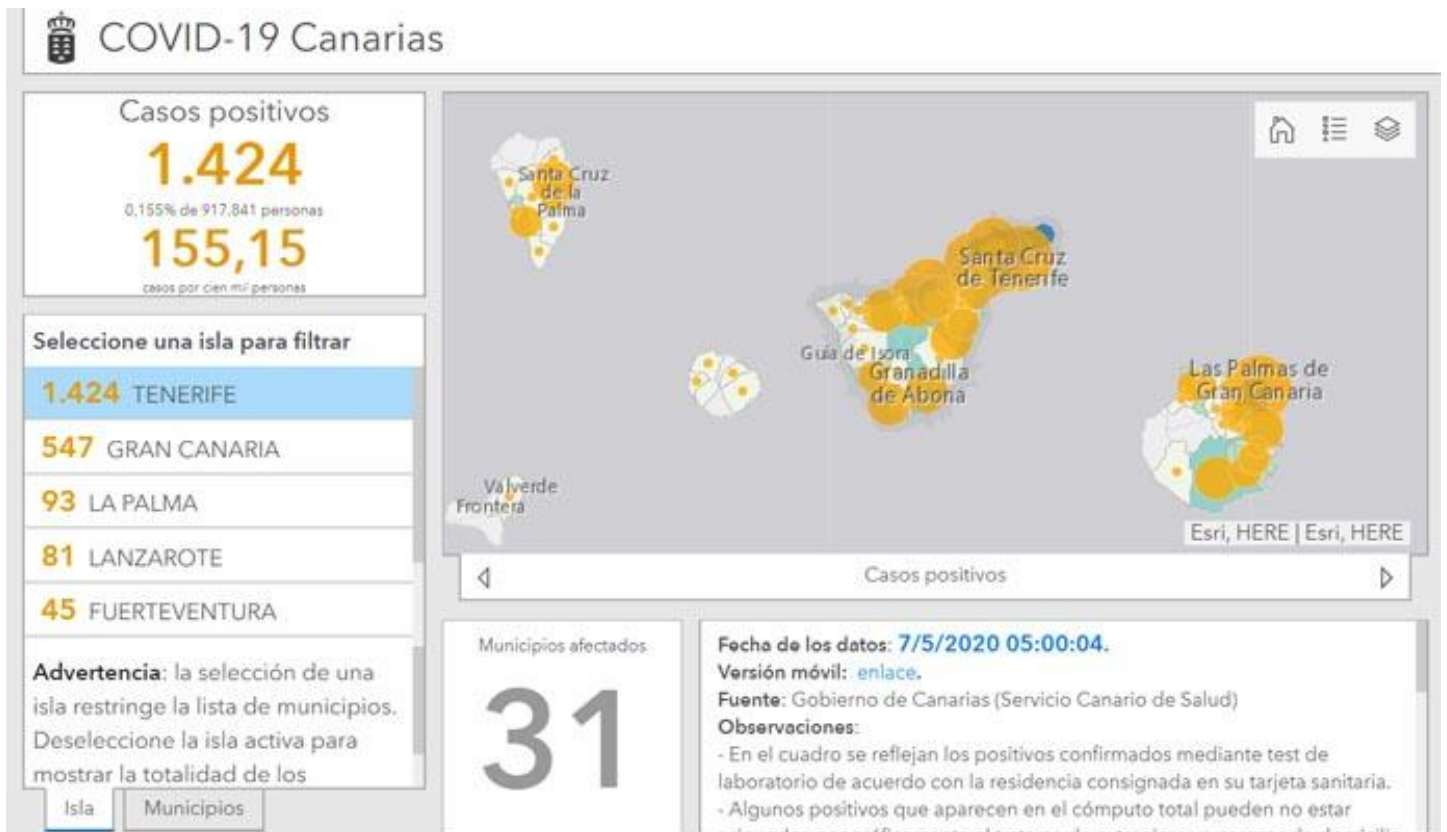 COVID-19 Canarias
Casos positivos
1.424
0,155% de 917.841 personas
155,15
casos por cien mil personas
Seleccione una isla para filtrar
1.424 TENERIFE
547 GRAN CANARIA
93 LA PALMA
81 LANZAROTE
45 FUERTEVENTURA
Advertencia: la selección de una
isla restringe la lista de municipios.
Deseleccione la isla activa para
mostrar la totalidad de los
Isla
Municipios
Santa Cruz
de la
Palma
Santa Cruz
de Tenerife
Guía de Isora
Granadilla
de Abona
Las Palmas de
Gran Canaria
Valverde
Frontera
Esri, HERE | Esri, HERE
Casos positivos
Municipios afectados
31
Fecha de los datos: 7/5/2020 05:00:04.
Versión móvil: enlace.
Fuente: Gobierno de Canarias (Servicio Canario de Salud)
Observaciones:
- En el cuadro se reflejan los positivos confirmados mediante test de
laboratorio de acuerdo con la residencia consignada en su tarjeta sanitaria.
- Algunos positivos que aparecen en el cómputo total pueden no estar